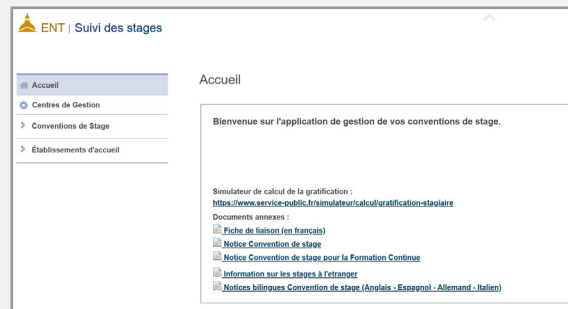 ENT | Suivi des stages
Accueil
Centres de Gestion
Conventions de Stage
Établissements d'accueil
Accueil
Bienvenue sur l'application de gestion de vos conventions de stage.
Simulateur de calcul de la gratification :
https://www.service-public.fr/simulateur/calcul/gratification-stagiaire
Documents annexes :
Fiche de liaison (en français)
Notice Convention de stage
Notice Convention de stage pour la Formation Continue
Information sur les stages à l'etranger
Notices bilingues Convention de stage (Anglais - Espagnol - Allemand - Italien)